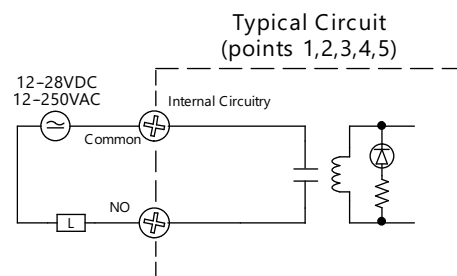 Typical Circuit
(points 1,2,3,4,5)
12-28VDC
12-250VAC
Internal Circuitry
Common
NO
L